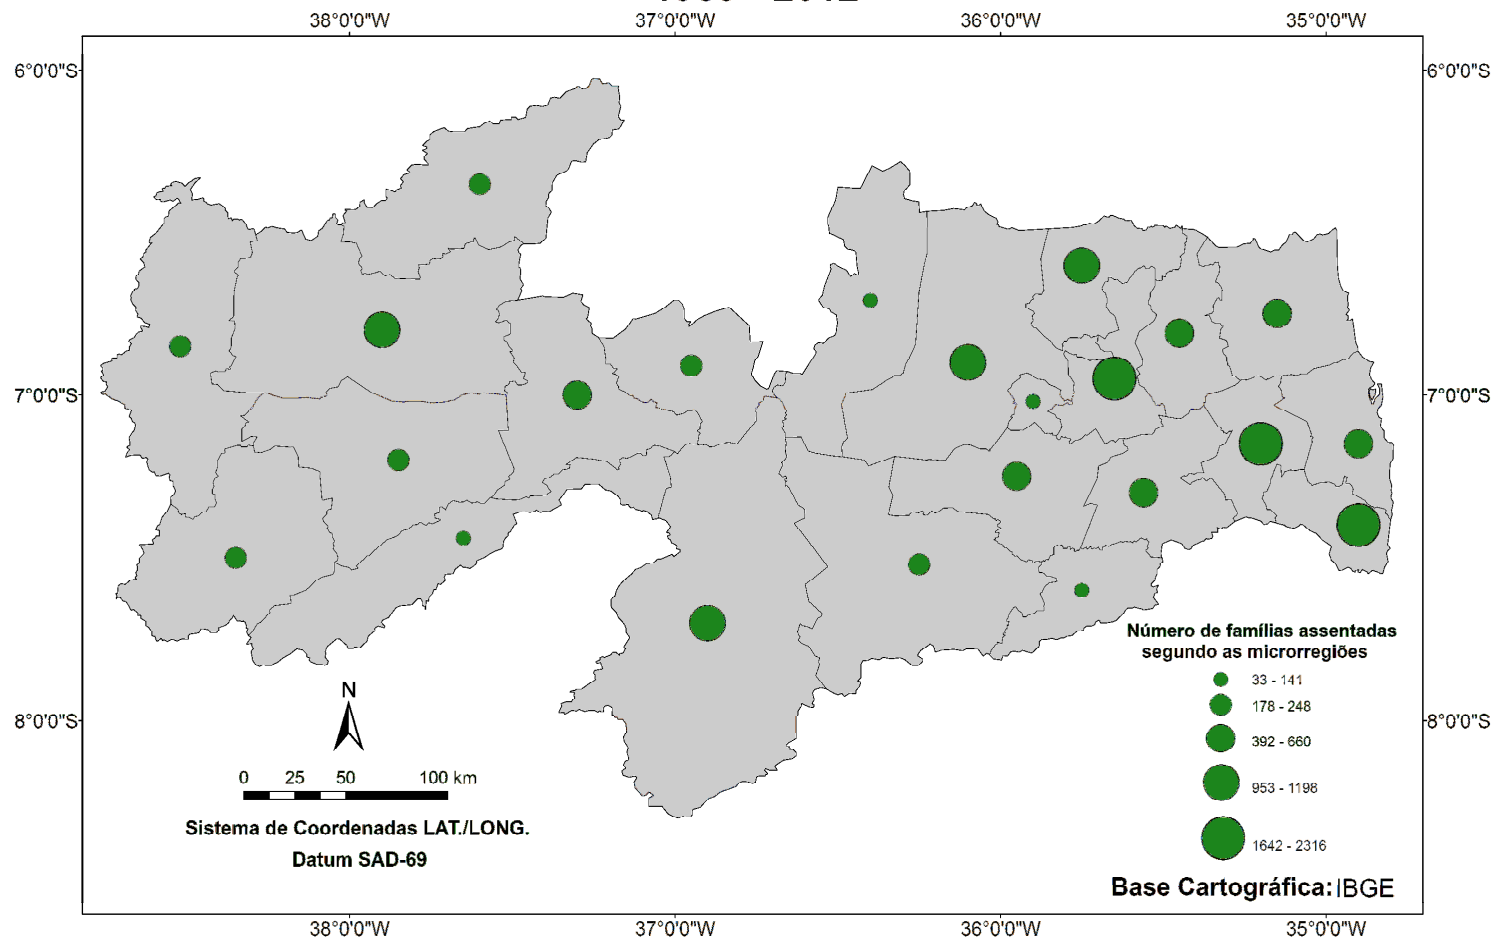 38°0'0"W 37°0'0"W 36°0'0"W 35°0'0"W
6°0'0"S 6°0'0"S
7°0'0"S 7°0'0"S
Número de famílias assentadas
segundo as microrregiões
33 - 141
178 - 248
392 - 660
953 - 1198
1642 - 2316
N
8°0'0"S 8°0'0"S
0 25 50 100 km
Sistema de Coordenadas LAT./LONG.
Datum SAD-69
Base Cartográfica: IBGE
38°0'0"W 37°0'0"W 36°0'0"W 35°0'0"W